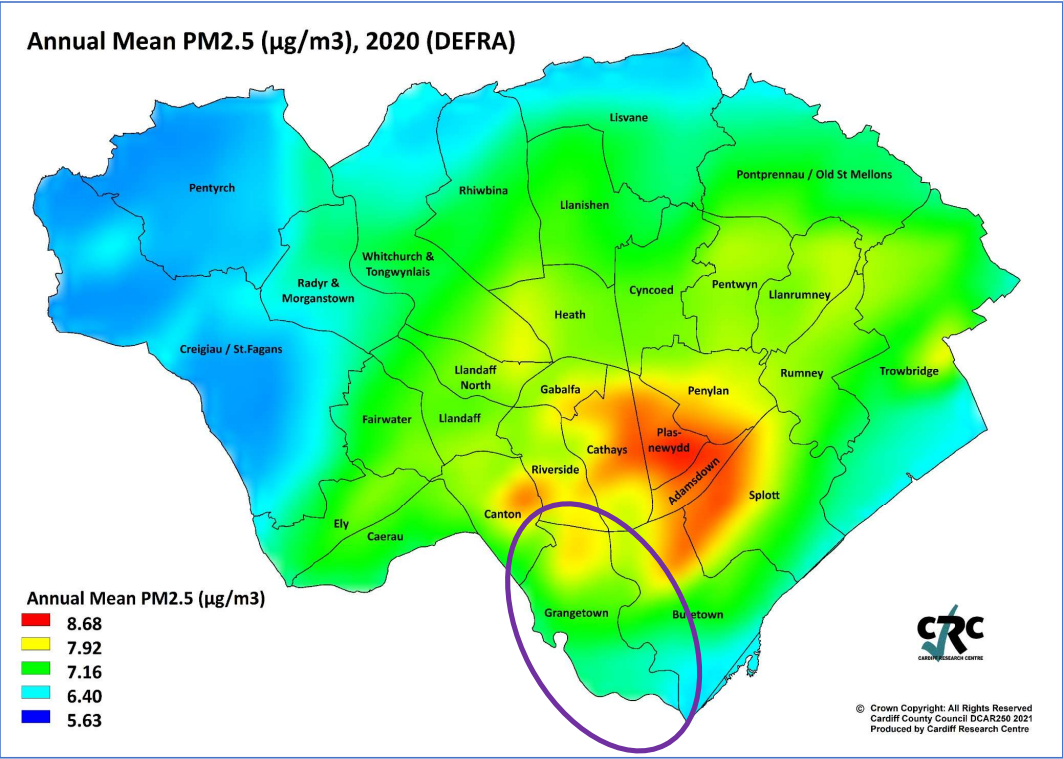 Annual Mean PM2.5 (µg/m3), 2020 (DEFRA)
Lisvane
Pontprennau / Old St Mellons
Pentyrch
Rhiwbina
Llanishen
Whitchurch &
Tongwynlais
Radyr &
Morganstown
Cyncoed
Pentwyn
Llanrumney
Heath
Creigiau / St.Fagans
Trowbridge
Rumney
Llandaff
North
Gabalfa
Penylan
Fairwater
Llandaff
Plas-
newydd
Cathays
Riverside
Adamsdown
Splott
Canton
Ely
Caerau
Grangetown
Butetown
Annual Mean PM2.5 (µg/m3)
8.68
7.92
7.16
6.40
5.63
CRC
CARDIFF RESEARCH CENTRE
© Crown Copyright: All Rights Reserved
Cardiff County Council DCAR250 2021
Produced by Cardiff Research Centre